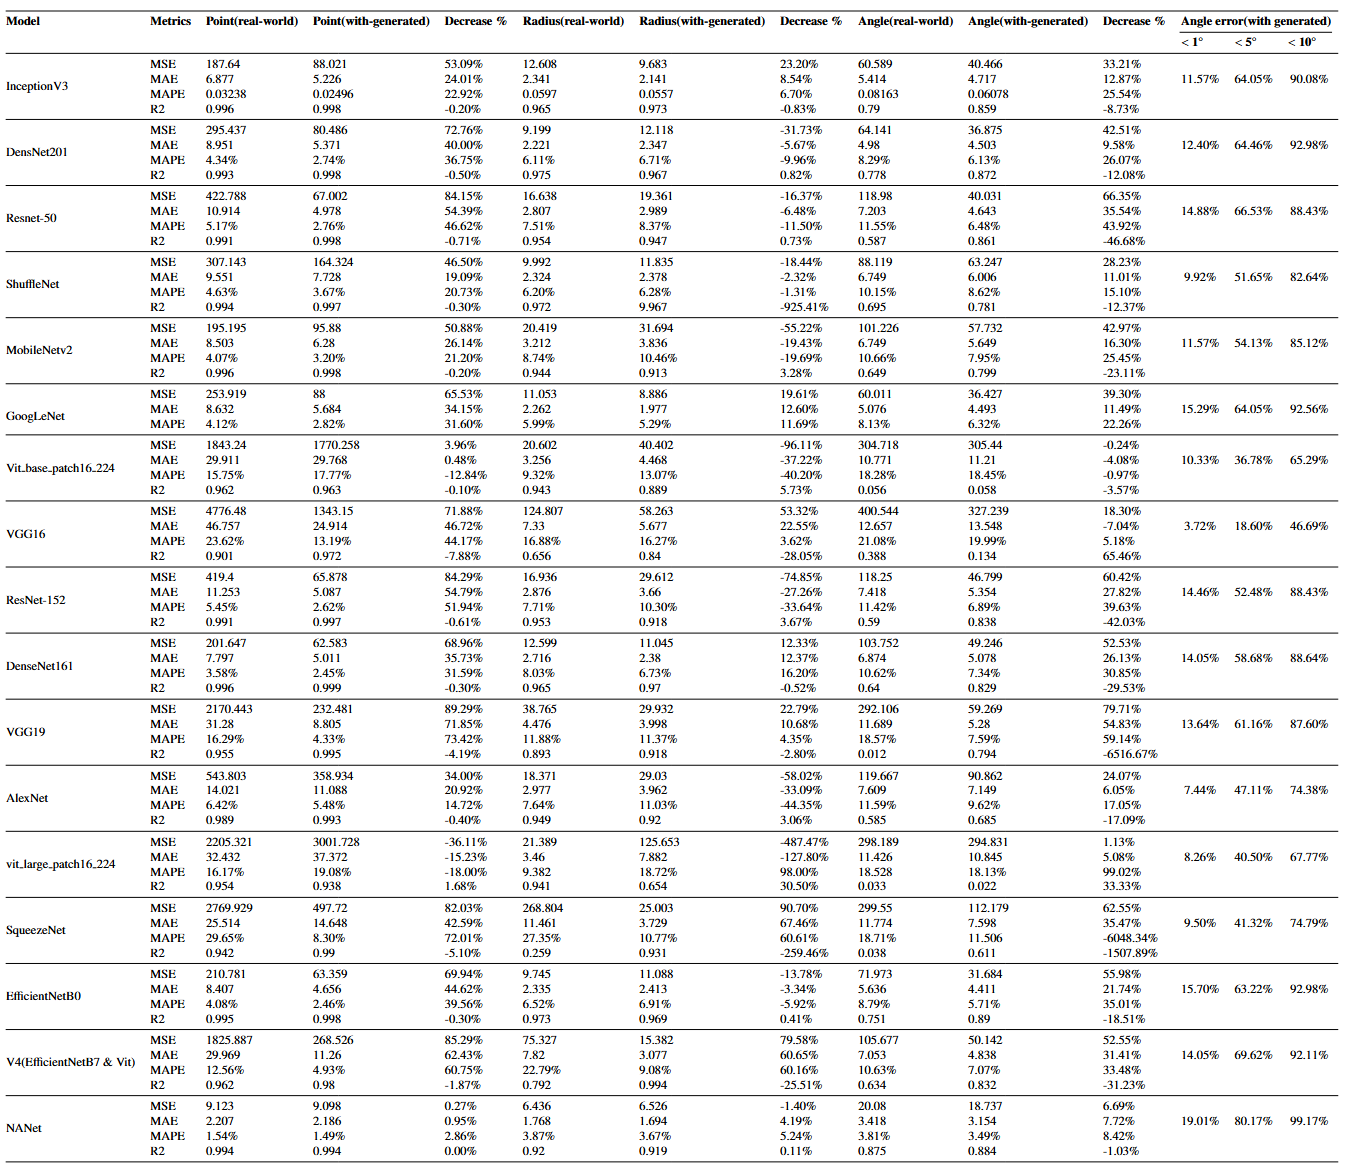 Model Metrics Point(real-world) Point(with-generated) Decrease % Radius(real-world) Radius(with-generated) Decrease % Angle(real-world) Angle(with-generated) Decrease % Angle error(with generated)
< 1° < 5° < 10°
MSE 187.64 88.021 53.09% 12.608 9.683 23.20% 60.589 40.466 33.21%
MAE 6.877 5.226 24.01% 2.341 2.141 8.54% 5.414 4.717 12.87%
InceptionV3 11.57% 64.05% 90.08%
MAPE 0.03238 0.02496 22.92% 0.0597 0.0557 6.70% 0.08163 0.06078 25.54%
R2 0.996 0.998 -0.20% 0.965 0.973 -0.83% 0.79 0.859 -8.73%
MSE 295.437 80.486 72.76% 9.199 12.118 -31.73% 64.141 36.875 42.51%
MAE 8.951 5.371 40.00% 2.221 2.347 -5.67% 4.98 4.503 9.58%
DensNet201 12.40% 64.46% 92.98%
MAPE 4.34% 2.74% 36.75% 6.11% 6.71% -9.96% 8.29% 6.13% 26.07%
R2 0.993 0.998 -0.50% 0.975 0.967 0.82% 0.778 0.872 -12.08%
MSE 422.788 67.002 84.15% 16.638 19.361 -16.37% 118.98 40.031 66.35%
MAE 10.914 4.978 54.39% 2.807 2.989 -6.48% 7.203 4.643 35.54%
Resnet-50 14.88% 66.53% 88.43%
MAPE 5.17% 2.76% 46.62% 7.51% 8.37% -11.50% 11.55% 6.48% 43.92%
R2 0.991 0.998 -0.71% 0.954 0.947 0.73% 0.587 0.861 -46.68%
MSE 307.143 164.324 46.50% 9.992 11.835 -18.44% 88.119 63.247 28.23%
MAE 9.551 7.728 19.09% 2.324 2.378 -2.32% 6.749 6.006 11.01%
ShuffleNet 9.92% 51.65% 82.64%
MAPE 4.63% 3.67% 20.73% 6.20% 6.28% -1.31% 10.15% 8.62% 15.10%
R2 0.994 0.997 -0.30% 0.972 9.967 -925.41% 0.695 0.781 -12.37%
MSE 195.195 95.88 50.88% 20.419 31.694 -55.22% 101.226 57.732 42.97%
MAE 8.503 6.28 26.14% 3.212 3.836 -19.43% 6.749 5.649 16.30%
MobileNetv2 11.57% 54.13% 85.12%
MAPE 4.07% 3.20% 21.20% 8.74% 10.46% -19.69% 10.66% 7.95% 25.45%
R2 0.996 0.998 -0.20% 0.944 0.913 3.28% 0.649 0.799 -23.11%
MSE 253.919 88 65.53% 11.053 8.886 19.61% 60.011 36.427 39.30%
MAE 8.632 5.684 34.15% 2.262 1.977 12.60% 5.076 4.493 11.49%
GoogLeNet 15.29% 64.05% 92.56%
MAPE 4.12% 2.82% 31.60% 5.99% 5.29% 11.69% 8.13% 6.32% 22.26%
MSE 1843.24 1770.258 3.96% 20.602 40.402 -96.11% 304.718 305.44 -0.24%
MAE 29.911 29.768 0.48% 3.256 4.468 -37.22% 10.771 11.21 -4.08%
Vit_base_patch16_224 10.33% 36.78% 65.29%
MAPE 15.75% 17.77% -12.84% 9.32% 13.07% -40.20% 18.28% 18.45% -0.97%
R2 0.962 0.963 -0.10% 0.943 0.889 5.73% 0.056 0.058 -3.57%
MSE 4776.48 1343.15 71.88% 124.807 58.263 53.32% 400.544 327.239 18.30%
MAE 46.757 24.914 46.72% 7.33 5.677 22.55% 12.657 13.548 -7.04%
VGG16 3.72% 18.60% 46.69%
MAPE 23.62% 13.19% 44.17% 16.88% 16.27% 3.62% 21.08% 19.99% 5.18%
R2 0.901 0.972 -7.88% 0.656 0.84 -28.05% 0.388 0.134 65.46%
MSE 419.4 65.878 84.29% 16.936 29.612 -74.85% 118.25 46.799 60.42%
MAE 11.253 5.087 54.79% 2.876 3.66 -27.26% 7.418 5.354 27.82%
ResNet-152 14.46% 52.48% 88.43%
MAPE 5.45% 2.62% 51.94% 7.71% 10.30% -33.64% 11.42% 6.89% 39.63%
R2 0.991 0.997 -0.61% 0.953 0.918 3.67% 0.59 0.838 -42.03%
MSE 201.647 62.583 68.96% 12.599 11.045 12.33% 103.752 49.246 52.53%
MAE 7.797 5.011 35.73% 2.716 2.38 12.37% 6.874 5.078 26.13%
DenseNet161 14.05% 58.68% 88.64%
MAPE 3.58% 2.45% 31.59% 8.03% 6.73% 16.20% 10.62% 7.34% 30.85%
R2 0.996 0.999 -0.30% 0.965 0.97 -0.52% 0.64 0.829 -29.53%
MSE 2170.443 232.481 89.29% 38.765 29.932 22.79% 292.106 59.269 79.71%
MAE 31.28 8.805 71.85% 4.476 3.998 10.68% 11.689 5.28 54.83%
VGG19 13.64% 61.16% 87.60%
MAPE 16.29% 4.33% 73.42% 11.88% 11.37% 4.35% 18.57% 7.59% 59.14%
R2 0.955 0.995 -4.19% 0.893 0.918 -2.80% 0.012 0.794 -6516.67%
MSE 543.803 358.934 34.00% 18.371 29.03 -58.02% 119.667 90.862 24.07%
MAE 14.021 11.088 20.92% 2.977 3.962 -33.09% 7.609 7.149 6.05%
AlexNet 7.44% 47.11% 74.38%
MAPE 6.42% 5.48% 14.72% 7.64% 11.03% -44.35% 11.59% 9.62% 17.05%
R2 0.989 0.993 -0.40% 0.949 0.92 3.06% 0.585 0.685 -17.09%
MSE 2205.321 3001.728 -36.11% 21.389 125.653 -487.47% 298.189 294.831 1.13%
MAE 32.432 37.372 -15.23% 3.46 7.882 -127.80% 11.426 10.845 5.08%
vit_large_patch16_224 8.26% 40.50% 67.77%
MAPE 16.17% 19.08% -18.00% 9.382 18.72% 98.00% 18.528 18.13% 99.02%
R2 0.954 0.938 1.68% 0.941 0.654 30.50% 0.033 0.022 33.33%
MSE 2769.929 497.72 82.03% 268.804 25.003 90.70% 299.55 112.179 62.55%
MAE 25.514 14.648 42.59% 11.461 3.729 67.46% 11.774 7.598 35.47%
SqueezeNet 9.50% 41.32% 74.79%
MAPE 29.65% 8.30% 72.01% 27.35% 10.77% 60.61% 18.71% 11.506 -6048.34%
R2 0.942 0.99 -5.10% 0.259 0.931 -259.46% 0.038 0.611 -1507.89%
MSE 210.781 63.359 69.94% 9.745 11.088 -13.78% 71.973 31.684 55.98%
MAE 8.407 4.656 44.62% 2.335 2.413 -3.34% 5.636 4.411 21.74%
EfficientNetB0 15.70% 63.22% 92.98%
MAPE 4.08% 2.46% 39.56% 6.52% 6.91% -5.92% 8.79% 5.71% 35.01%
R2 0.995 0.998 -0.30% 0.973 0.969 0.41% 0.751 0.89 -18.51%
MSE 1825.887 268.526 85.29% 75.327 15.382 79.58% 105.677 50.142 52.55%
MAE 29.969 11.26 62.43% 7.82 3.077 60.65% 7.053 4.838 31.41%
V4(EfficientNetB7 & Vit) 14.05% 69.62% 92.11%
MAPE 12.56% 4.93% 60.75% 22.79% 9.08% 60.16% 10.63% 7.07% 33.48%
R2 0.962 0.98 -1.87% 0.792 0.994 -25.51% 0.634 0.832 -31.23%
MSE 9.123 9.098 0.27% 6.436 6.526 -1.40% 20.08 18.737 6.69%
MAE 2.207 2.186 0.95% 1.768 1.694 4.19% 3.418 3.154 7.72%
NANet 19.01% 80.17% 99.17%
MAPE 1.54% 1.49% 2.86% 3.87% 3.67% 5.24% 3.81% 3.49% 8.42%
R2 0.994 0.994 0.00% 0.92 0.919 0.11% 0.875 0.884 -1.03%